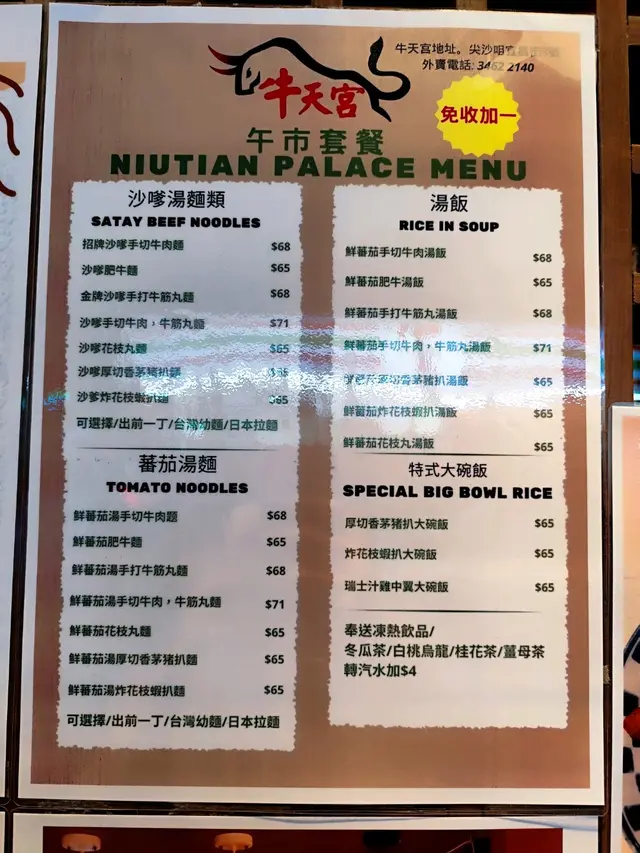 牛天宮地址。尖沙咀
外賣電話: 3462 2140
牛天宮
免收加一
午市套餐
NIUTIAN PALACE MENU
沙嗲湯麵類
SATAY BEEF NOODLES
招牌沙嗲手切牛肉麵 $68
沙嗲肥牛麵 $65
金牌沙嗲手打牛筋丸麵 $68
沙嗲手切牛肉，牛筋丸麵 $71
沙嗲花枝丸麵 $65
沙嗲厚切香茅豬扒麵
沙爹炸花枝蝦扒麵 $65
可選擇/出前一丁/台灣幼麵/日本拉麵
蕃茄湯麵
TOMATO NOODLES
鮮蕃茄湯手切牛肉題 $68
鮮蕃茄肥牛麵 $65
鮮蕃茄湯手打牛筋丸麵 $68
鮮蕃茄湯手切牛肉，牛筋丸麵 $71
鮮蕃茄花枝丸麵 $65
鮮蕃茄湯厚切香茅豬扒麵 $65
鮮蕃茄湯炸花枝蝦扒麵 $65
可選擇/出前一丁/台灣幼麵/日本拉麵
湯飯
RICE IN SOUP
鮮蕃茄手切牛肉湯飯 $68
鮮蕃茄肥牛湯飯 $65
鮮蕃茄手打牛筋丸湯飯 $68
鮮蕃茄手切牛肉，牛筋丸湯飯 $71
鮮蕃茄厚切香茅豬扒湯飯 $65
鮮蕃茄炸花枝蝦扒湯飯 $65
鮮蕃茄花枝丸湯飯 $65
特式大碗飯
SPECIAL BIG BOWL RICE
厚切香茅豬扒大碗飯 $65
炸花枝蝦扒大碗飯 $65
瑞士汁雞中翼大碗飯 $65
奉送凍熱飲品/
冬瓜茶/白桃烏龍/桂花茶/薑母茶
轉汽水加$4